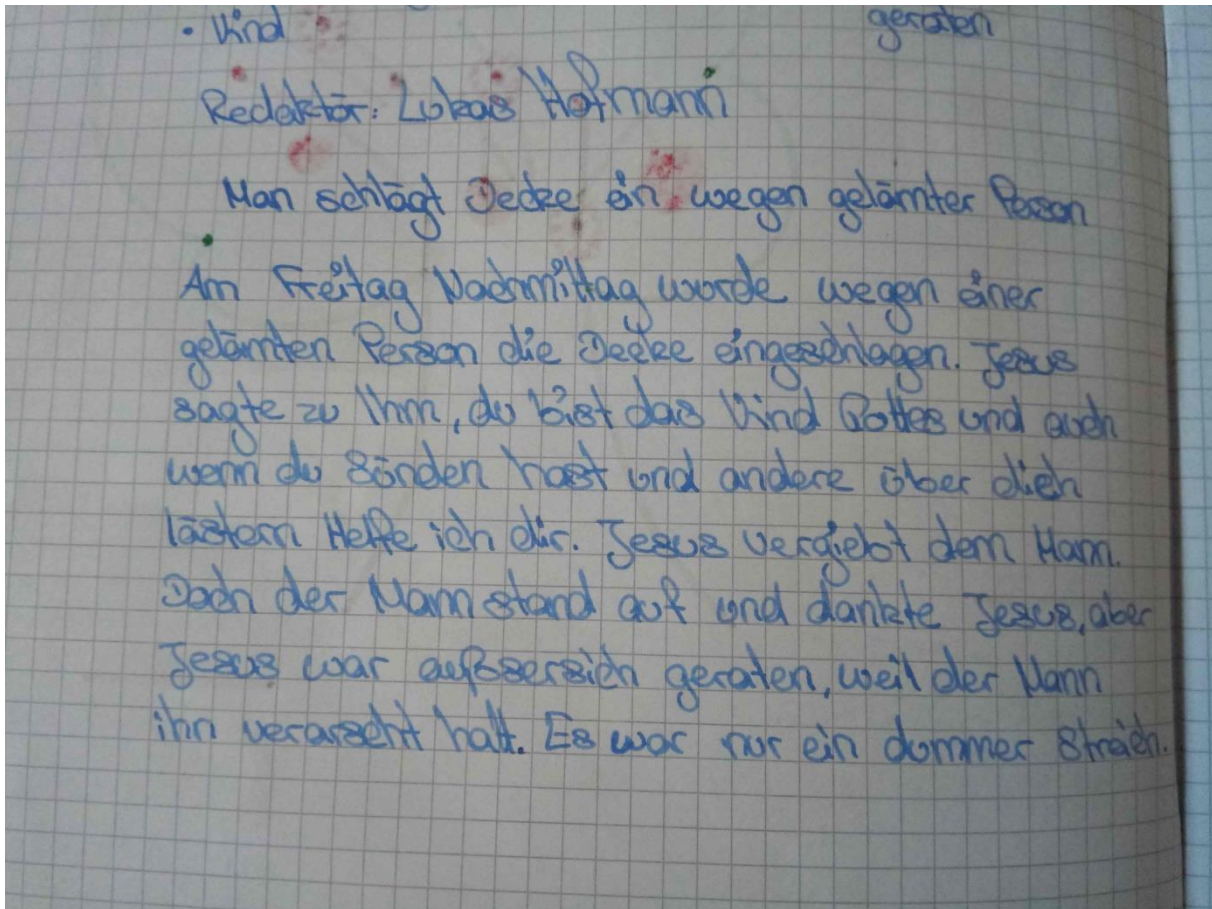 • Kind geraten
Redaktör: Lukas Hofmann
Man schlägt Decke ein, wegen gelämter Person
Am Freitag Nachmittag wurde wegen einer
gelämten Person die Decke eingeschlagen. Jesus
sagte zu Ihm, du bist das Kind Gottes und auch
wenn du Sünden hast und andere über dich
lästern Helfe ich dir. Jesus vergiebt dem Mann.
Doch der Mann stand auf und dankte Jesus, aber
Jesus war außsersich geraten, weil der Mann
ihn verarscht hatt. Es war nur ein dummer Streich.